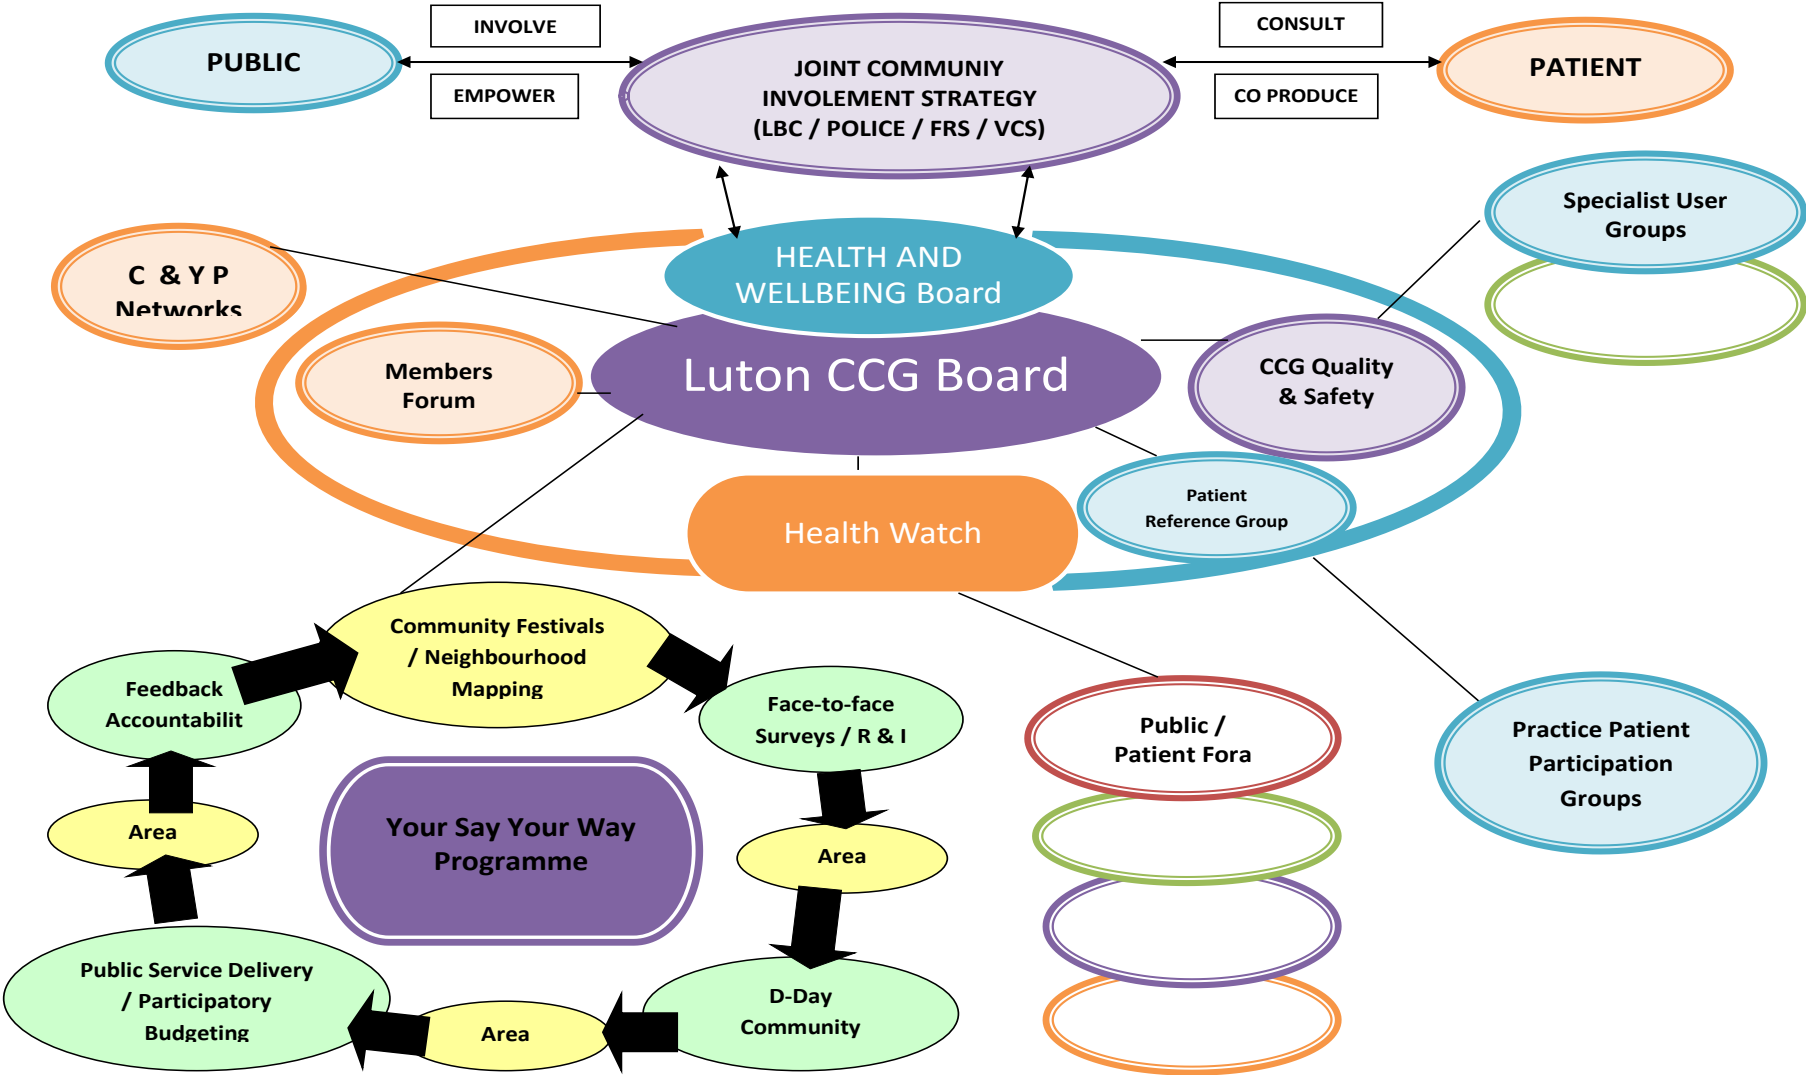 PUBLIC
INVOLVE
EMPOWER
JOINT COMMUNIY
INVOLEMENT STRATEGY
(LBC / POLICE / FRS / VCS)
CONSULT
CO PRODUCE
PATIENT
Specialist User
Groups
C & Y P
Networks
HEALTH AND
WELLBEING Board
Members
Forum
Luton CCG Board
CCG Quality
& Safety
Patient
Reference Group
Health Watch
Community Festivals
/ Neighbourhood
Mapping
Feedback
Accountabilit
Face-to-face
Surveys / R & I
Public /
Patient Fora
Practice Patient
Participation
Groups
Your Say Your Way
Programme
Area
Area
Public Service Delivery
/ Participatory
Budgeting
Area
D-Day
Community